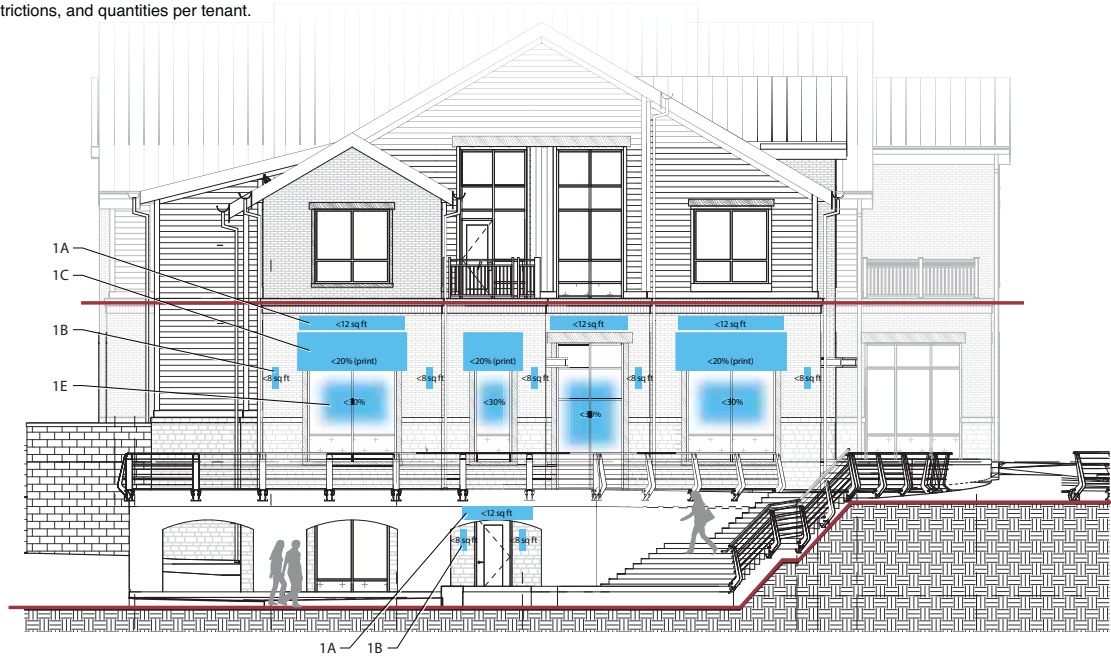 trictions, and quantities per tenant.
1A
1C
1B
1E
<12 sq ft
<12 sq ft
<12 sq ft
<20% (print)
<20% (print)
<20% (print)
<8 sq ft
<8 sq ft
<8 sq ft
<8 sq ft
<8 sq ft
<30%
<30%
<30%
<30%
<12 sq ft
<8 sq ft
<8 sq ft
1A
1B